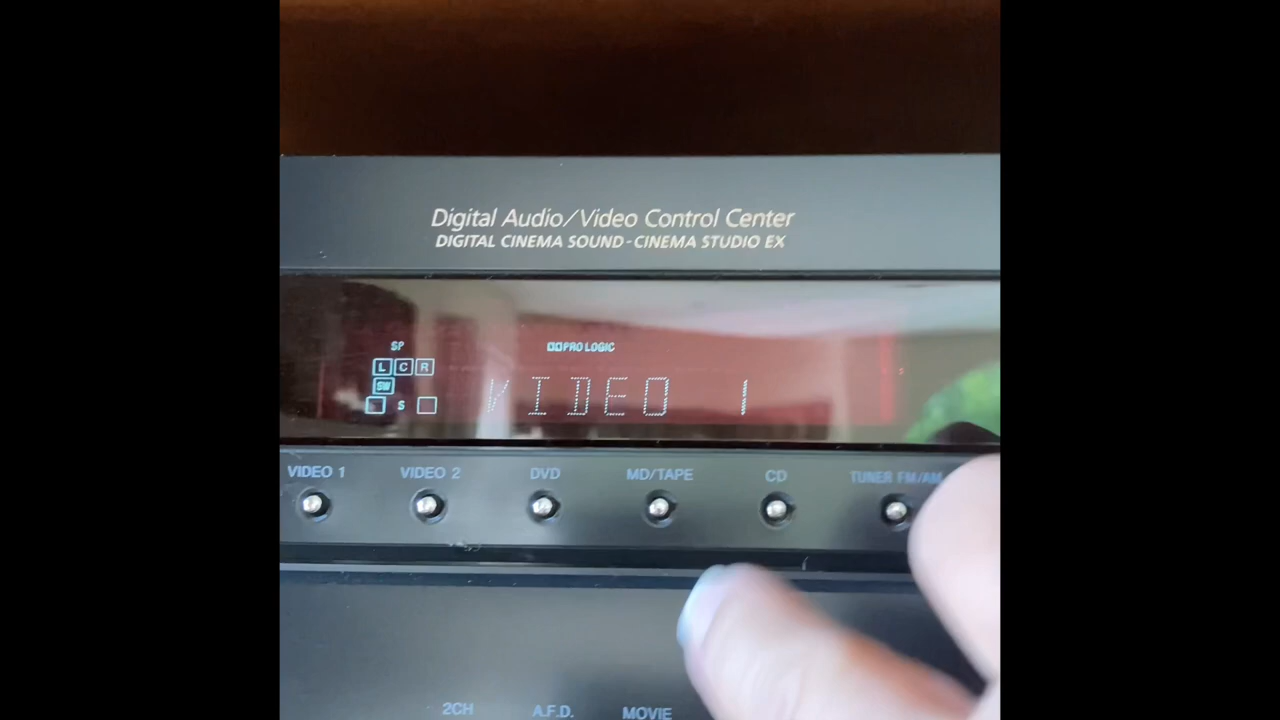 Digital Audio/Video Control Center
DIGITAL CINEMA SOUND-CINEMA STUDIO EX
SP
PRO LOGIC
L C R
SW
S
VIDEO 1
VIDEO 1 VIDEO 2 DVD MD/TAPE CD TUNER FM/AM
2CH A.F.D. MOVIE